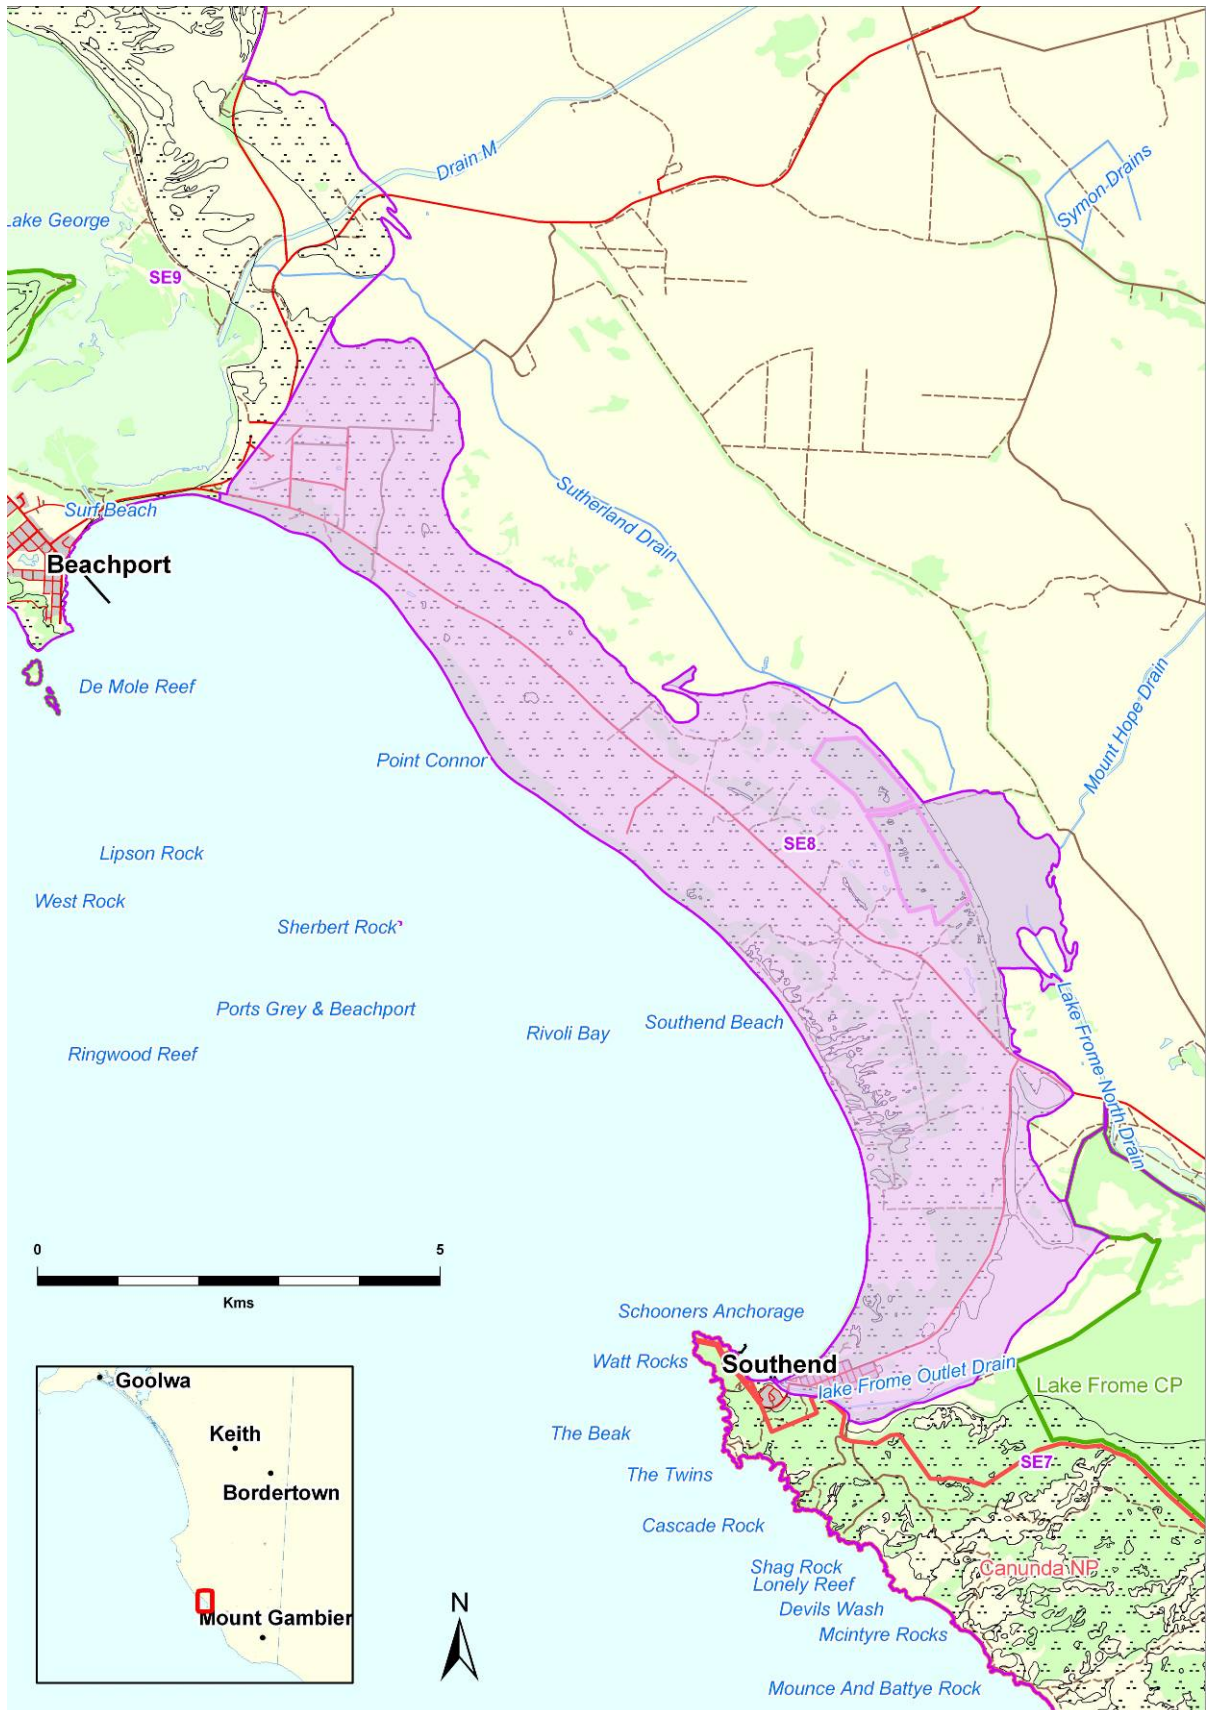 Drain M
Symon Drains
Lake George
SE9
Surf Beach
Sutherland Drain
Beachport
De Mole Reef
Mount Hope Drain
Point Connor
SE8
Lipson Rock
West Rock
Sherbert Rock
Ports Grey & Beachport
Rivoli Bay
Southend Beach
Ringwood Reef
Lake Frome North Drain
0
5
Kms
Schooners Anchorage
Watt Rocks
Southend
lake Frome Outlet Drain
Lake Frome CP
The Beak
SE7
The Twins
Cascade Rock
Shag Rock
Lonely Reef
Canunda NP
Devils Wash
Mcintyre Rocks
Mounce And Battye Rock
Goolwa
Keith
Bordertown
Mount Gambier
N